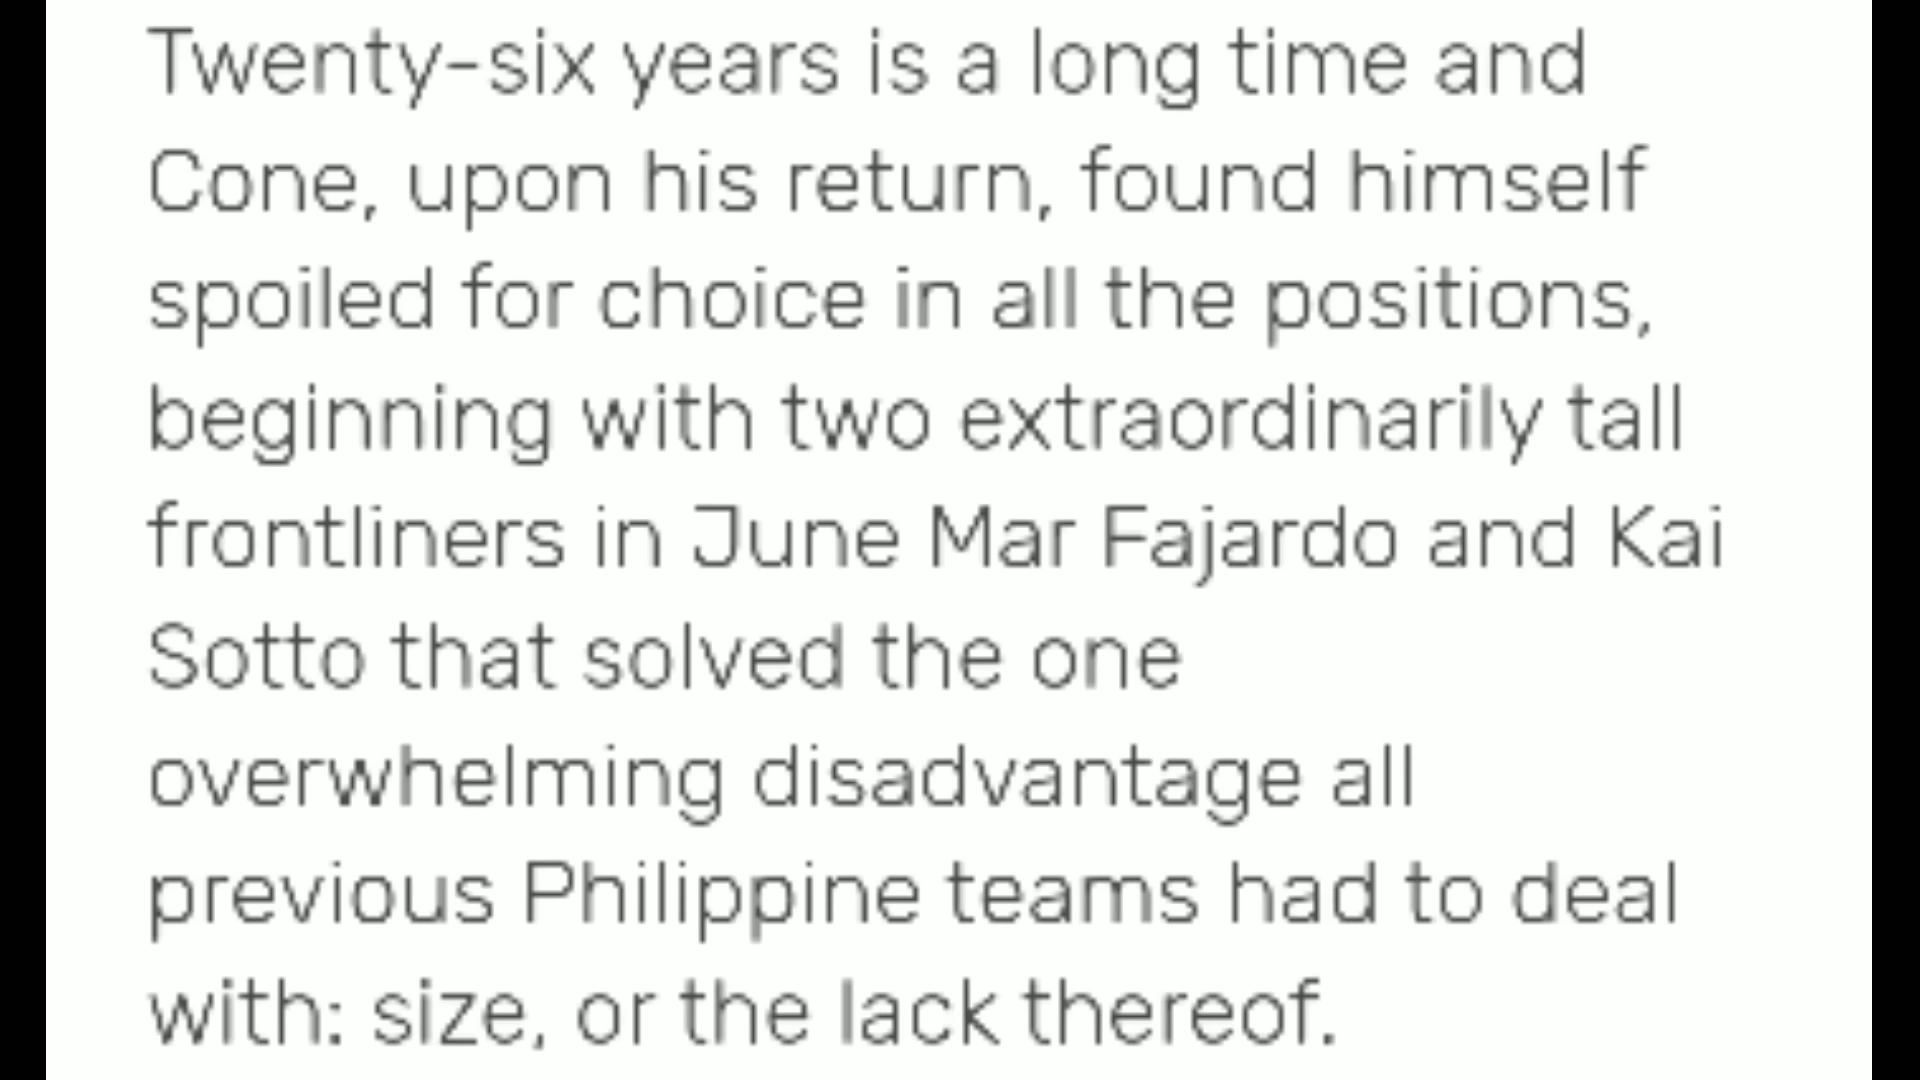 Twenty-six years is a long time and
Cone, upon his return, found himself
spoiled for choice in all the positions,
beginning with two extraordinarily tall
frontliners in June Mar Fajardo and Kai
Sotto that solved the one
overwhelming disadvantage all
previous Philippine teams had to deal
with: size, or the lack thereof.